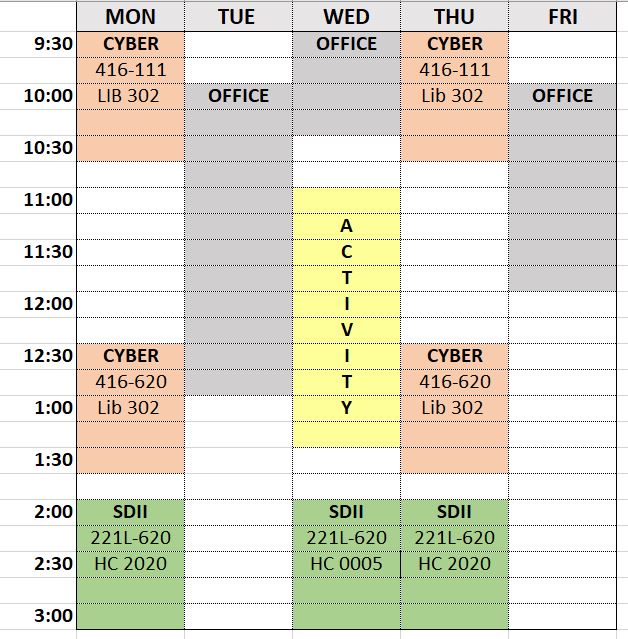 MON TUE WED THU FRI
9:30 CYBER OFFICE CYBER
416-111 416-111
10:00 LIB 302 OFFICE Lib 302 OFFICE
10:30
11:00
A
11:30 C
T
12:00 I
V
12:30 CYBER I CYBER
416-620 T 416-620
1:00 Lib 302 Y Lib 302
1:30
2:00 SDII SDII SDII
221L-620 221L-620 221L-620
2:30 HC 2020 HC 0005 HC 2020
3:00